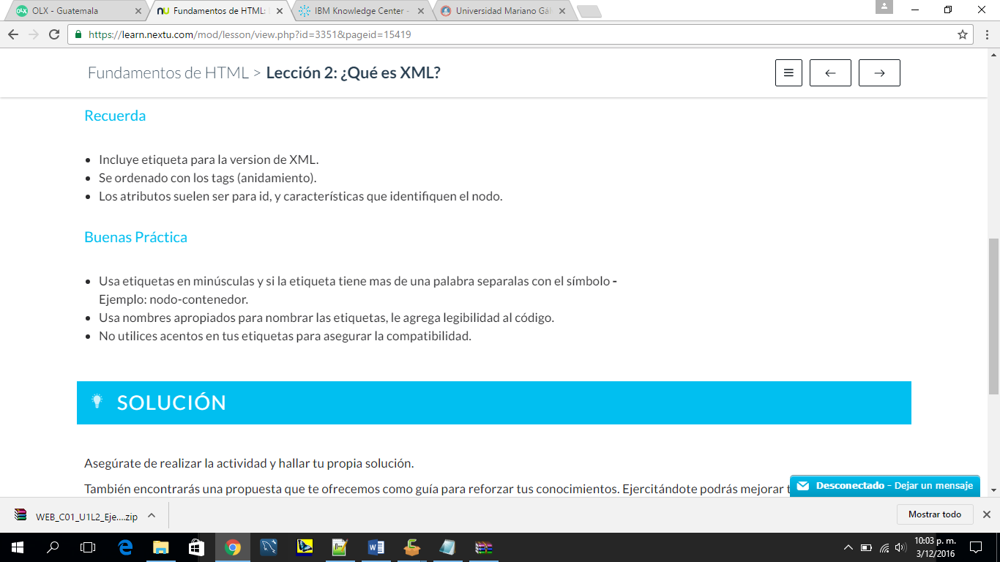 OLX - Guatemala
Fundamentos de HTML:
IBM Knowledge Center -
Universidad Mariano Gál
https://learn.nextu.com/mod/lesson/view.php?id=3351&pageid=15419
Fundamentos de HTML > Lección 2: ¿Qué es XML?
Recuerda
Incluye etiqueta para la version de XML.
Se ordenado con los tags (anidamiento).
Los atributos suelen ser para id, y características que identifiquen el nodo.
Buenas Práctica
Usa etiquetas en minúsculas y si la etiqueta tiene mas de una palabra separalas con el símbolo -
Ejemplo: nodo-contenedor.
Usa nombres apropiados para nombrar las etiquetas, le agrega legibilidad al código.
No utilices acentos en tus etiquetas para asegurar la compatibilidad.
SOLUCIÓN
Asegúrate de realizar la actividad y hallar tu propia solución.
También encontrarás una propuesta que te ofrecemos como guía para reforzar tus conocimientos. Ejercitándote podrás mejorar
Desconectado - Dejar un mensaje
WEB_C01_U1L2_Eje....zip
Mostrar todo
10:03 p. m.
3/12/2016